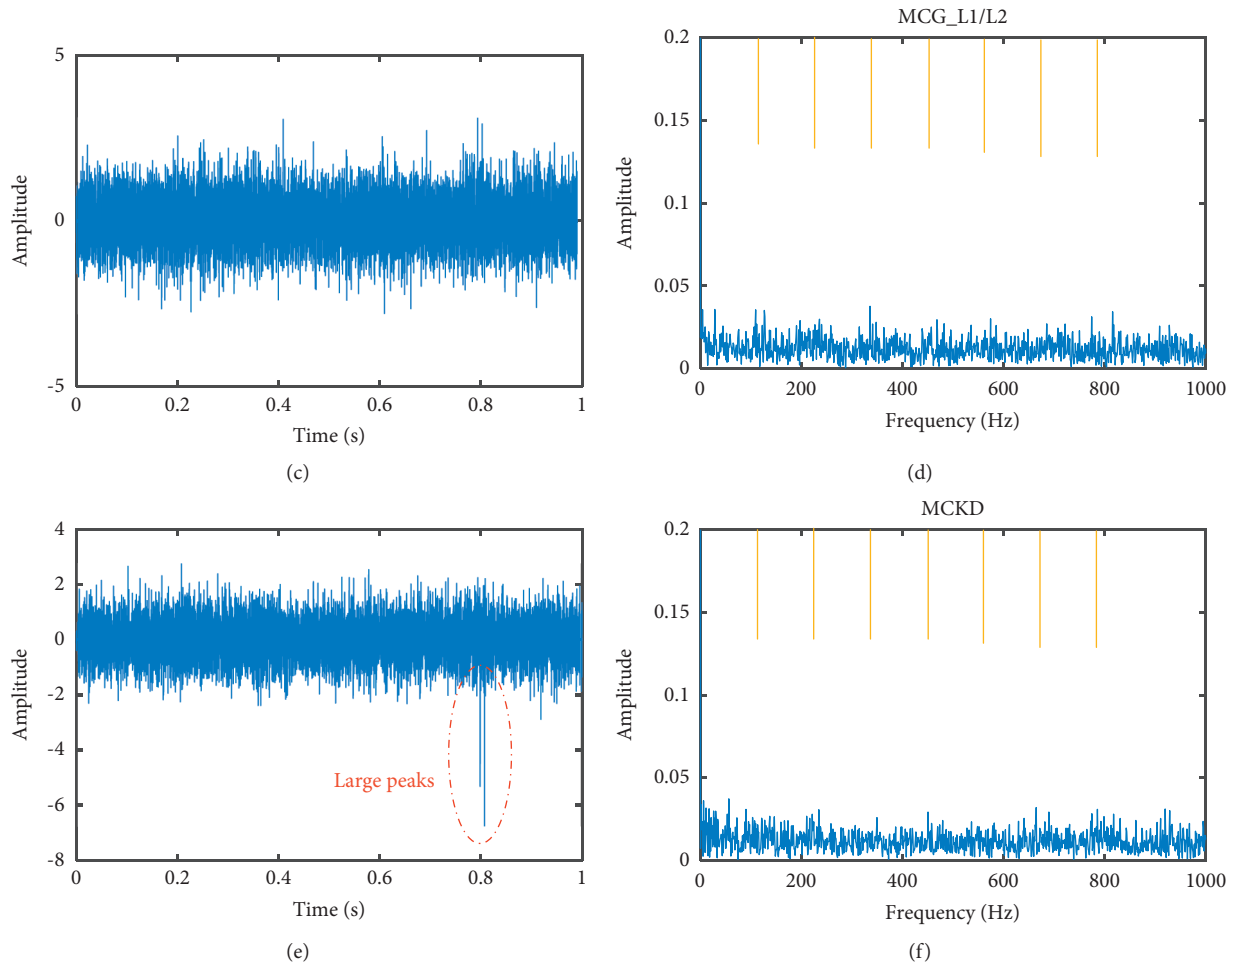 5
0
-5
Amplitude
0
0.2
0.4
0.6
0.8
1
Time (s)
(c)
MCG_L1/L2
0.2
0.15
0.1
0.05
0
Amplitude
0
200
400
600
800
1000
Frequency (Hz)
(d)
4
2
0
-2
-4
-6
-8
Amplitude
Large peaks
0
0.2
0.4
0.6
0.8
1
Time (s)
(e)
MCKD
0.2
0.15
0.1
0.05
0
Amplitude
0
200
400
600
800
1000
Frequency (Hz)
(f)